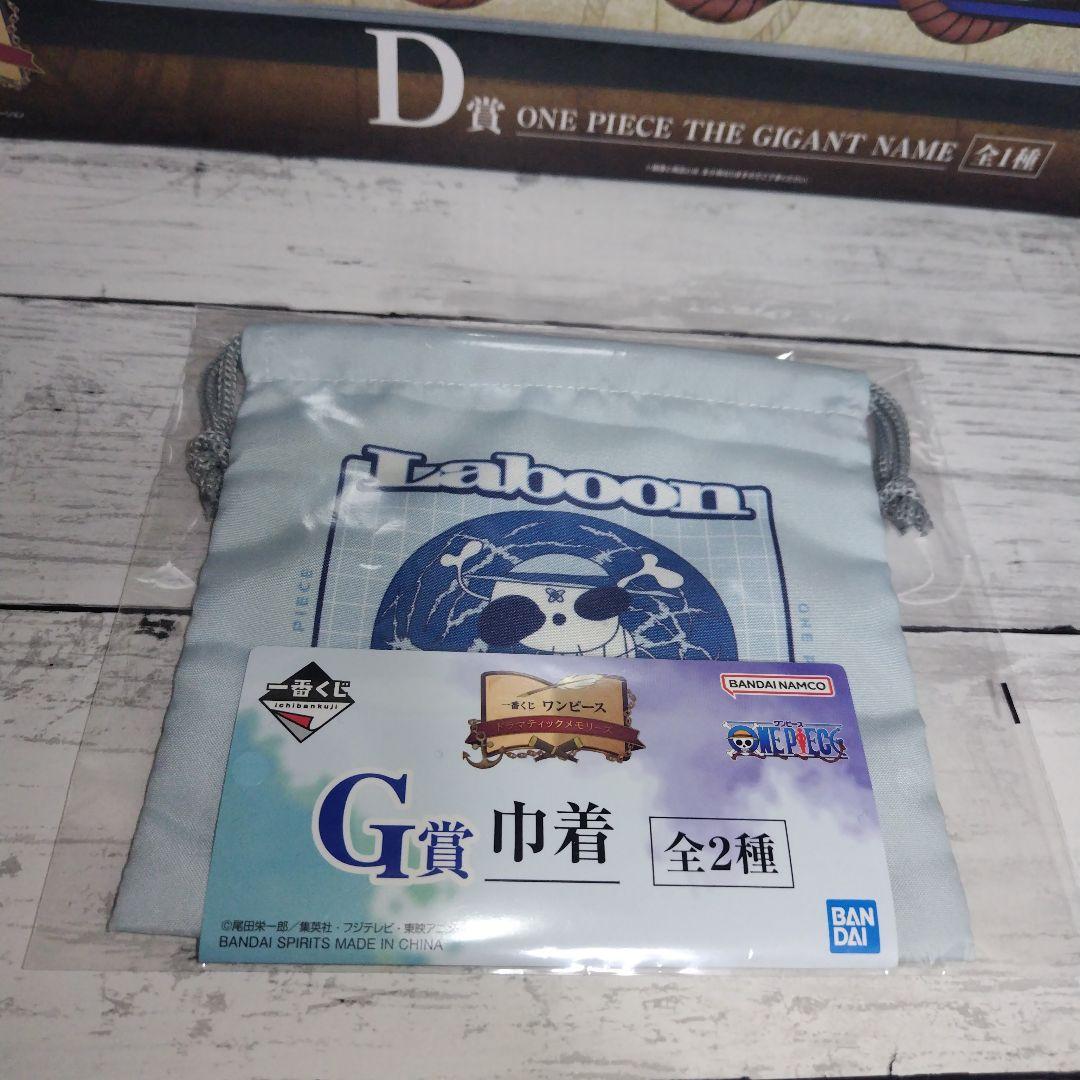 D賞 ONE PIECE THE GIGANT NAME 全1種
Laboon
PIECE
ONE
一番くじ
ichibankuji
一番くじ ワンピース
ドラマティックメモリーズ
BANDAI NAMCO
ワンピース
ONE PIECE
G賞 巾着 全2種
©尾田栄一郎/集英社・フジテレビ・東映アニメ
BANDAI SPIRITS MADE IN CHINA
BAN
DAI